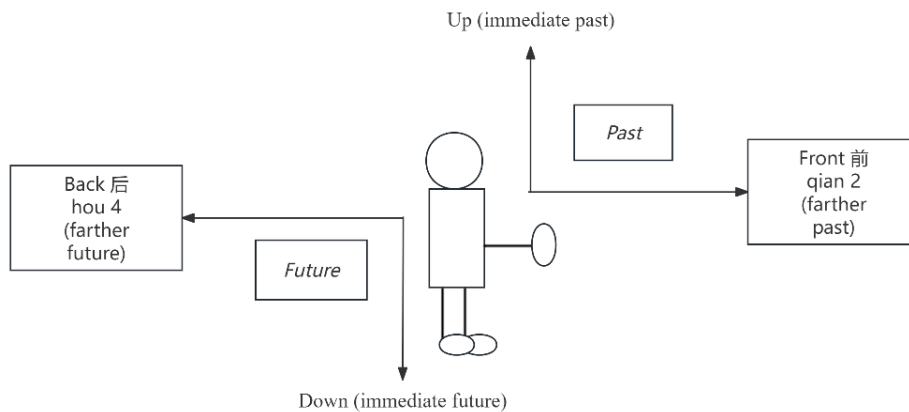 Up (immediate past)
Past
Front 前
qian 2
(farther
past)
Back 后
hou 4
(farther
future)
Future
Down (immediate future)